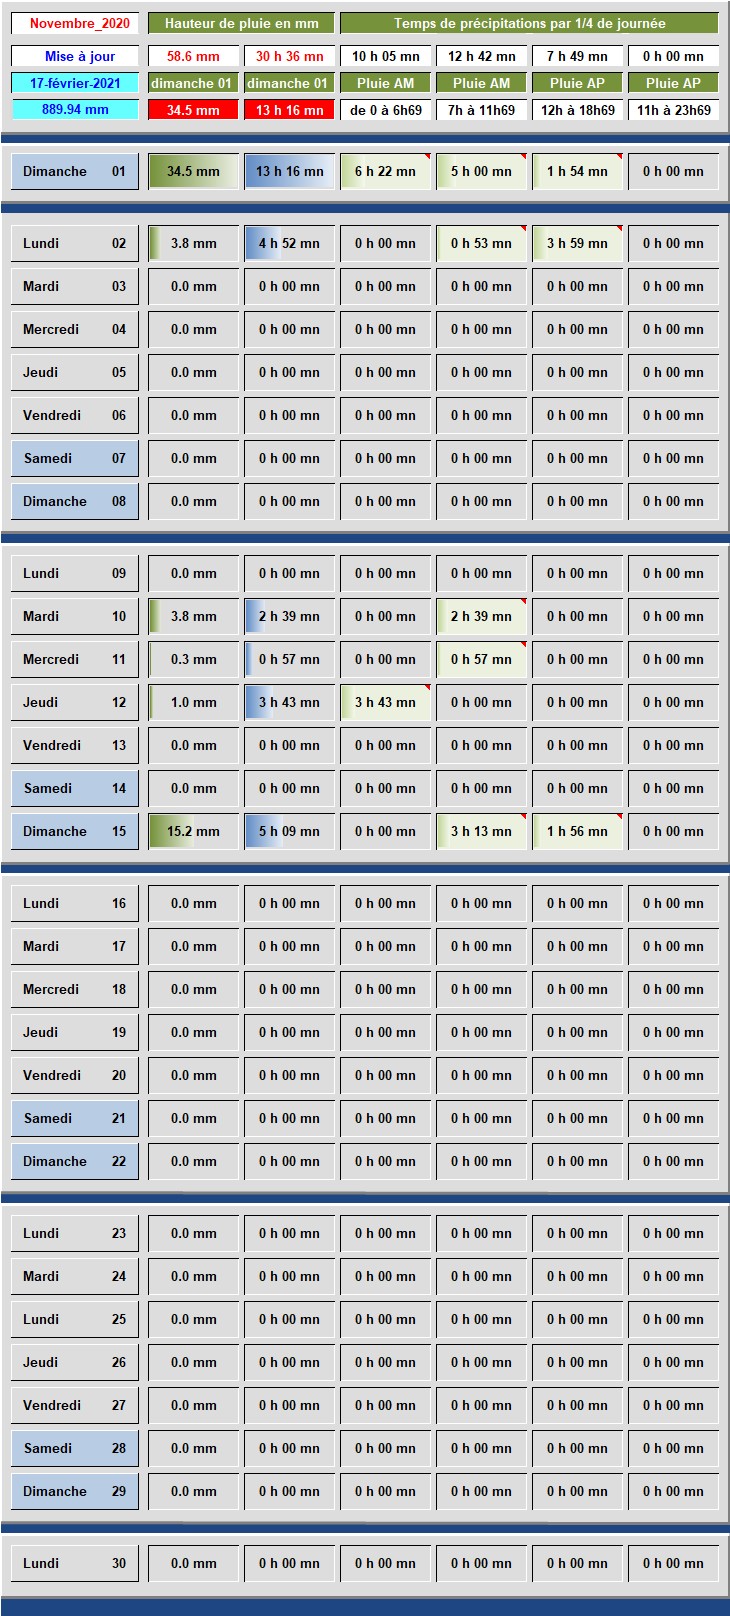 Novembre_2020 Hauteur de pluie en mm Temps de précipitations par 1/4 de journée
Mise à jour 58.6 mm 30 h 36 mn 10 h 05 mn 12 h 42 mn 7 h 49 mn 0 h 00 mn
17-février-2021 dimanche 01 dimanche 01 Pluie AM Pluie AM Pluie AP Pluie AP
889.94 mm 34.5 mm 13 h 16 mn de 0 à 6h69 7h à 11h69 12h à 18h69 11h à 23h69
Dimanche 01 34.5 mm 13 h 16 mn 6 h 22 mn 5 h 00 mn 1 h 54 mn 0 h 00 mn
Lundi 02 3.8 mm 4 h 52 mn 0 h 00 mn 0 h 53 mn 3 h 59 mn 0 h 00 mn
Mardi 03 0.0 mm 0 h 00 mn 0 h 00 mn 0 h 00 mn 0 h 00 mn 0 h 00 mn
Mercredi 04 0.0 mm 0 h 00 mn 0 h 00 mn 0 h 00 mn 0 h 00 mn 0 h 00 mn
Jeudi 05 0.0 mm 0 h 00 mn 0 h 00 mn 0 h 00 mn 0 h 00 mn 0 h 00 mn
Vendredi 06 0.0 mm 0 h 00 mn 0 h 00 mn 0 h 00 mn 0 h 00 mn 0 h 00 mn
Samedi 07 0.0 mm 0 h 00 mn 0 h 00 mn 0 h 00 mn 0 h 00 mn 0 h 00 mn
Dimanche 08 0.0 mm 0 h 00 mn 0 h 00 mn 0 h 00 mn 0 h 00 mn 0 h 00 mn
Lundi 09 0.0 mm 0 h 00 mn 0 h 00 mn 0 h 00 mn 0 h 00 mn 0 h 00 mn
Mardi 10 3.8 mm 2 h 39 mn 0 h 00 mn 2 h 39 mn 0 h 00 mn 0 h 00 mn
Mercredi 11 0.3 mm 0 h 57 mn 0 h 00 mn 0 h 57 mn 0 h 00 mn 0 h 00 mn
Jeudi 12 1.0 mm 3 h 43 mn 3 h 43 mn 0 h 00 mn 0 h 00 mn 0 h 00 mn
Vendredi 13 0.0 mm 0 h 00 mn 0 h 00 mn 0 h 00 mn 0 h 00 mn 0 h 00 mn
Samedi 14 0.0 mm 0 h 00 mn 0 h 00 mn 0 h 00 mn 0 h 00 mn 0 h 00 mn
Dimanche 15 15.2 mm 5 h 09 mn 0 h 00 mn 3 h 13 mn 1 h 56 mn 0 h 00 mn
Lundi 16 0.0 mm 0 h 00 mn 0 h 00 mn 0 h 00 mn 0 h 00 mn 0 h 00 mn
Mardi 17 0.0 mm 0 h 00 mn 0 h 00 mn 0 h 00 mn 0 h 00 mn 0 h 00 mn
Mercredi 18 0.0 mm 0 h 00 mn 0 h 00 mn 0 h 00 mn 0 h 00 mn 0 h 00 mn
Jeudi 19 0.0 mm 0 h 00 mn 0 h 00 mn 0 h 00 mn 0 h 00 mn 0 h 00 mn
Vendredi 20 0.0 mm 0 h 00 mn 0 h 00 mn 0 h 00 mn 0 h 00 mn 0 h 00 mn
Samedi 21 0.0 mm 0 h 00 mn 0 h 00 mn 0 h 00 mn 0 h 00 mn 0 h 00 mn
Dimanche 22 0.0 mm 0 h 00 mn 0 h 00 mn 0 h 00 mn 0 h 00 mn 0 h 00 mn
Lundi 23 0.0 mm 0 h 00 mn 0 h 00 mn 0 h 00 mn 0 h 00 mn 0 h 00 mn
Mardi 24 0.0 mm 0 h 00 mn 0 h 00 mn 0 h 00 mn 0 h 00 mn 0 h 00 mn
Lundi 25 0.0 mm 0 h 00 mn 0 h 00 mn 0 h 00 mn 0 h 00 mn 0 h 00 mn
Jeudi 26 0.0 mm 0 h 00 mn 0 h 00 mn 0 h 00 mn 0 h 00 mn 0 h 00 mn
Vendredi 27 0.0 mm 0 h 00 mn 0 h 00 mn 0 h 00 mn 0 h 00 mn 0 h 00 mn
Samedi 28 0.0 mm 0 h 00 mn 0 h 00 mn 0 h 00 mn 0 h 00 mn 0 h 00 mn
Dimanche 29 0.0 mm 0 h 00 mn 0 h 00 mn 0 h 00 mn 0 h 00 mn 0 h 00 mn
Lundi 30 0.0 mm 0 h 00 mn 0 h 00 mn 0 h 00 mn 0 h 00 mn 0 h 00 mn